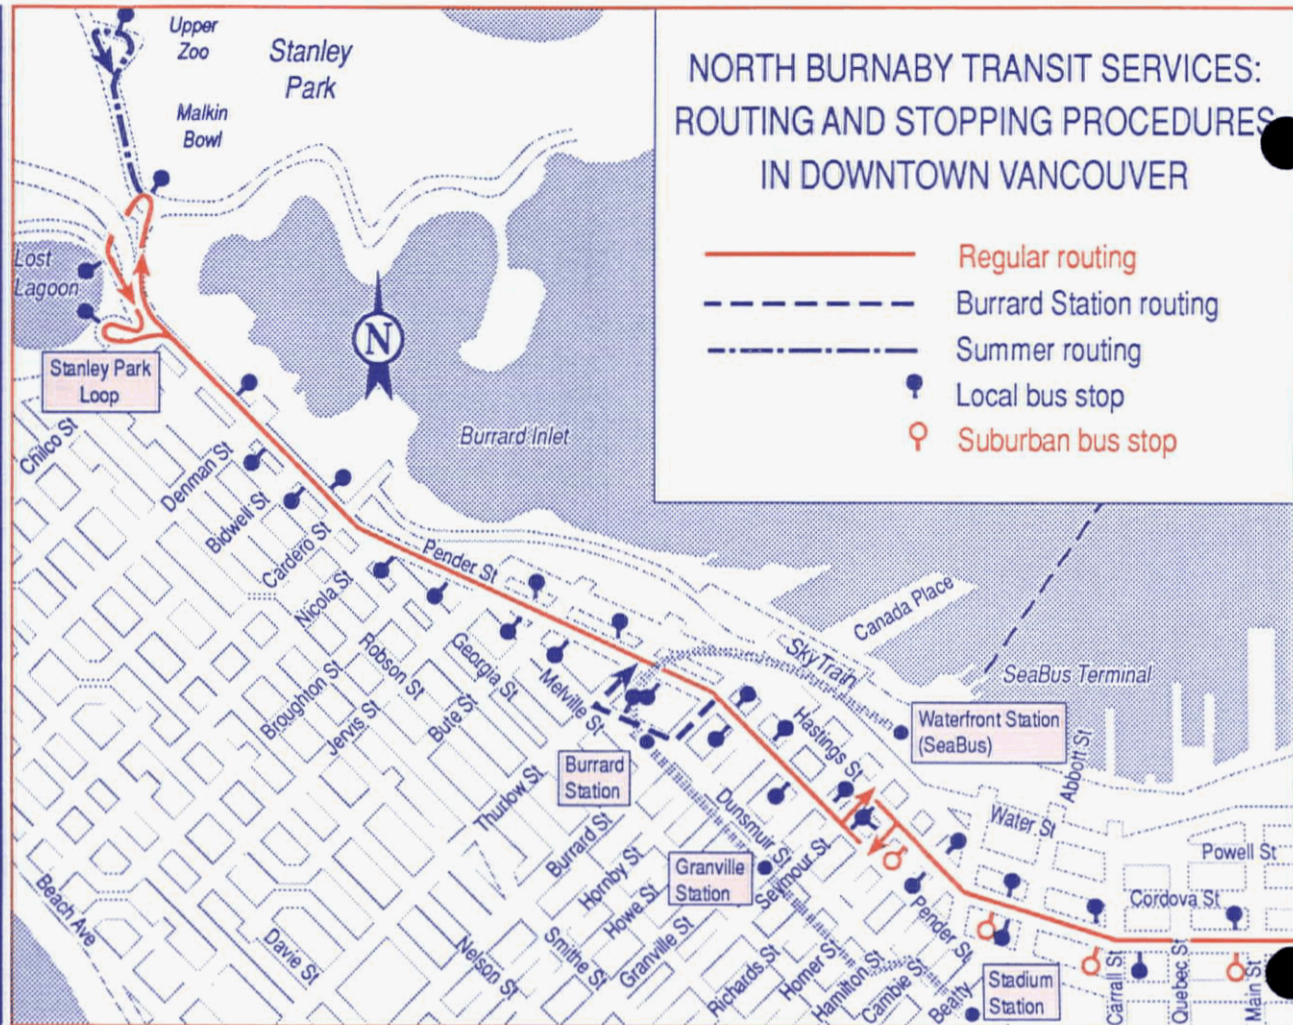 NORTH BURNABY TRANSIT SERVICES:
ROUTING AND STOPPING PROCEDURES
IN DOWNTOWN VANCOUVER
Regular routing
Burrard Station routing
Summer routing
Local bus stop
Suburban bus stop
Upper
Zoo
Stanley
Park
Malkin
Bowl
Lost
Lagoon
N
Stanley Park
Loop
Burrard Inlet
Chilco St
Denman St
Bidwell St
Cardero St
Nicola St
Pender St
Canada Place
SkyTrain
SeaBus Terminal
Broughton St
Robson St
Jervis St
Georgia St
Bute St
Melville St
Hastings St
Waterfront Station
(SeaBus)
Abbott St
Burrard
Station
Thurlow St
Burrard St
Dunsmuir St
Water St
Powell St
Granville
Station
Seymour St
Hornby St
Howe St
Cordova St
Pender St
Beach Ave
Davie St
Nelson St
Smithe St
Granville St
Richards St
Homer St
Hamilton St
Cambie St
Beatty
Stadium
Station
Carrall St
Quebec St
Main St